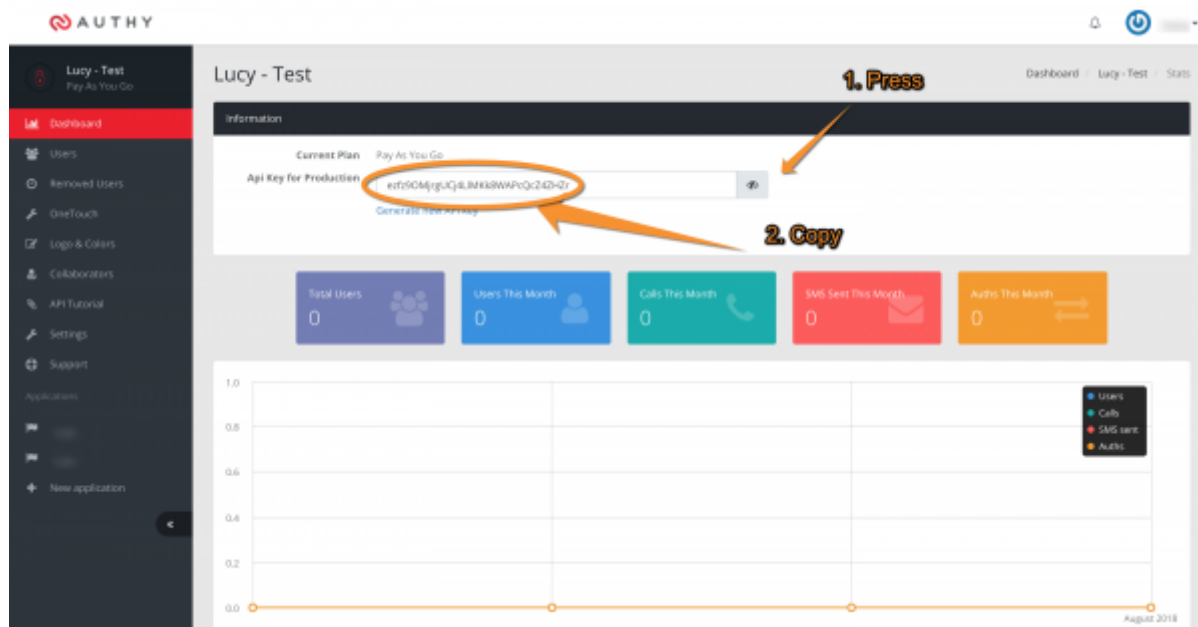 AUTHY
Lucy - Test
Pay As You Go
Lucy - Test
Dashboard / Lucy - Test / Stats
1. Press
Dashboard
Users
Removed Users
OneTouch
Logo & Colors
Collaborators
API Tutorial
Settings
Support
Applications
New application
Information
Current Plan Pay As You Go
Api Key for Production
Generate new API key
2. Copy
Total Users
0
Users This Month
0
Calls This Month
0
SMS Sent This Month
0
Auths This Month
0
1.0
0.8
0.6
0.4
0.2
0.0
Users
Calls
SMS sent
Auths
August 2018